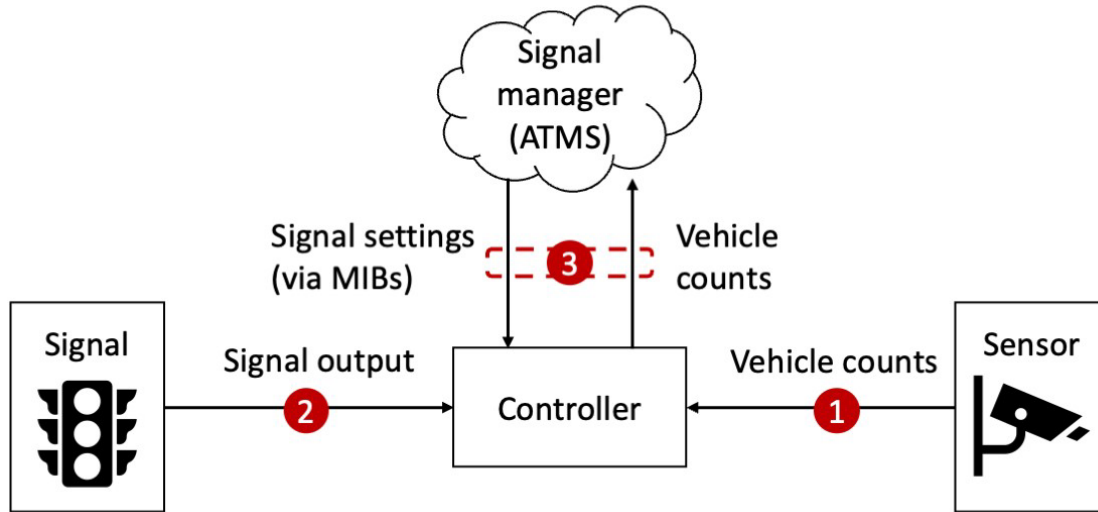 Signal
manager
(ATMS)
Signal settings
(via MIBs)
3
Vehicle
counts
Signal
Signal output
2
Controller
Vehicle counts
1
Sensor